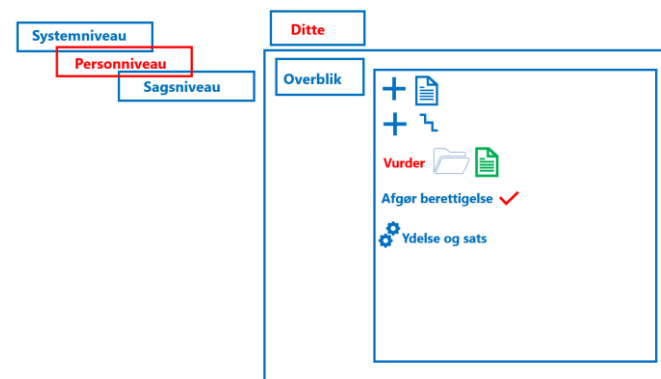 Systemniveau
Personniveau
Sagsniveau
Ditte
Overblik
Vurder
Afgør berettigelse
Ydelse og sats